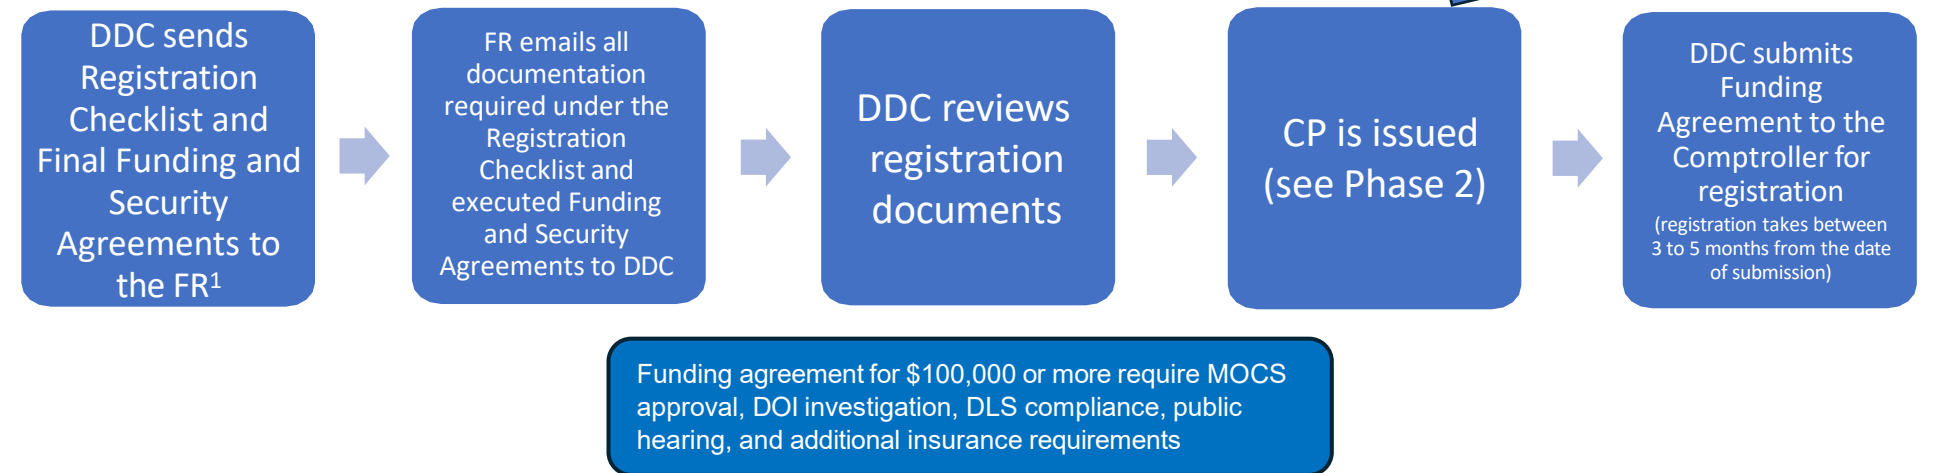 DDC sends
Registration
Checklist and
Final Funding and
Security
Agreements to
the FR1
FR emails all
documentation
required under the
Registration
Checklist and
executed Funding
and Security
Agreements to DDC
DDC reviews
registration
documents
CP is issued
(see Phase 2)
DDC submits
Funding
Agreement to the
Comptroller for
registration
(registration takes between
3 to 5 months from the date
of submission)
Funding agreement for $100,000 or more require MOCS
approval, DOI investigation, DLS compliance, public
hearing, and additional insurance requirements